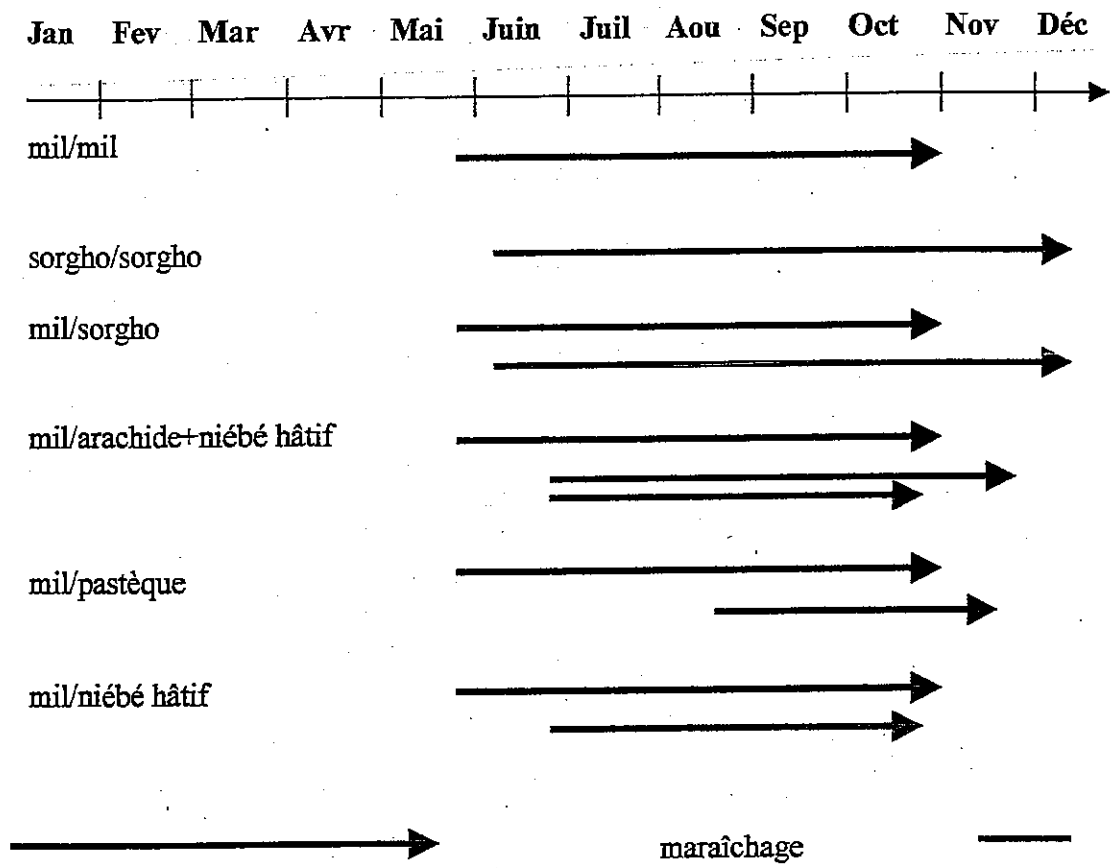 Jan Fev Mar Avr Mai Juin Juil Aou Sep Oct Nov Déc
mil/mil
sorgho/sorgho
mil/sorgho
mil/arachide+niébé hâtif
mil/pastèque
mil/niébé hâtif
maraîchage